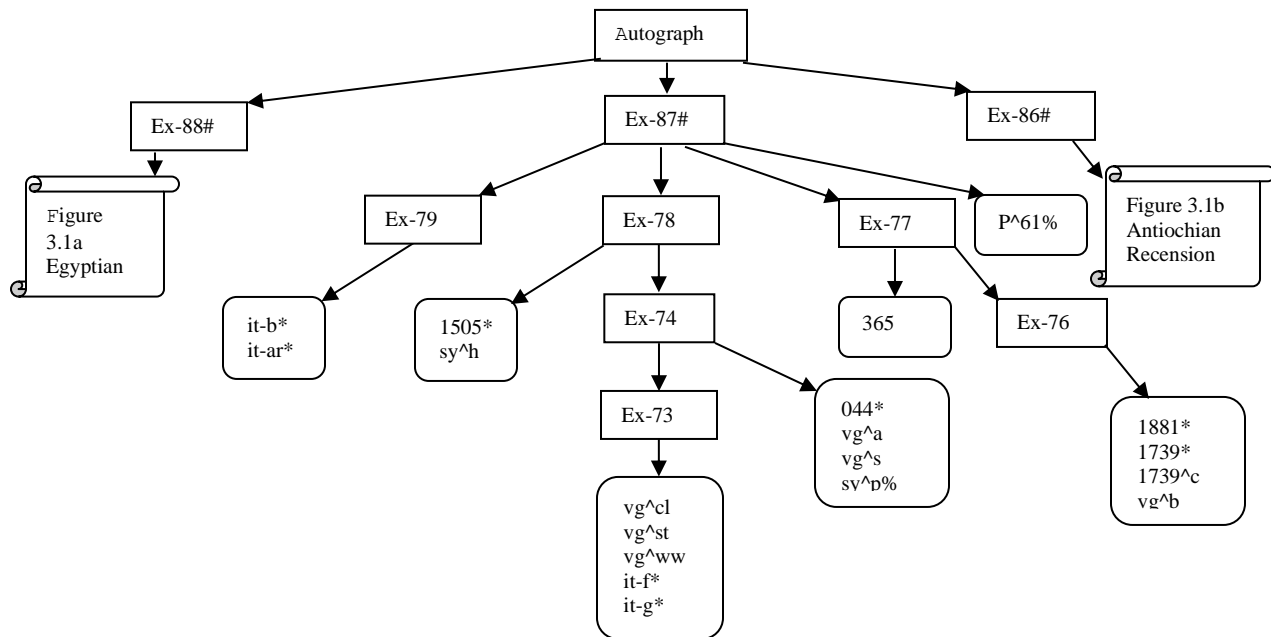 Autograph
Ex-88#
Ex-87#
Ex-86#
Figure
3.1a
Egyptian
Ex-79
Ex-78
Ex-77
P^61%
Figure 3.1b
Antiochian
Recension
it-b*
it-ar*
1505*
sy^h
Ex-74
365
Ex-76
Ex-73
044*
vg^a
vg^s
sy^p%
1881*
1739*
1739^c
vg^b
vg^cl
vg^st
vg^ww
it-f*
it-g*